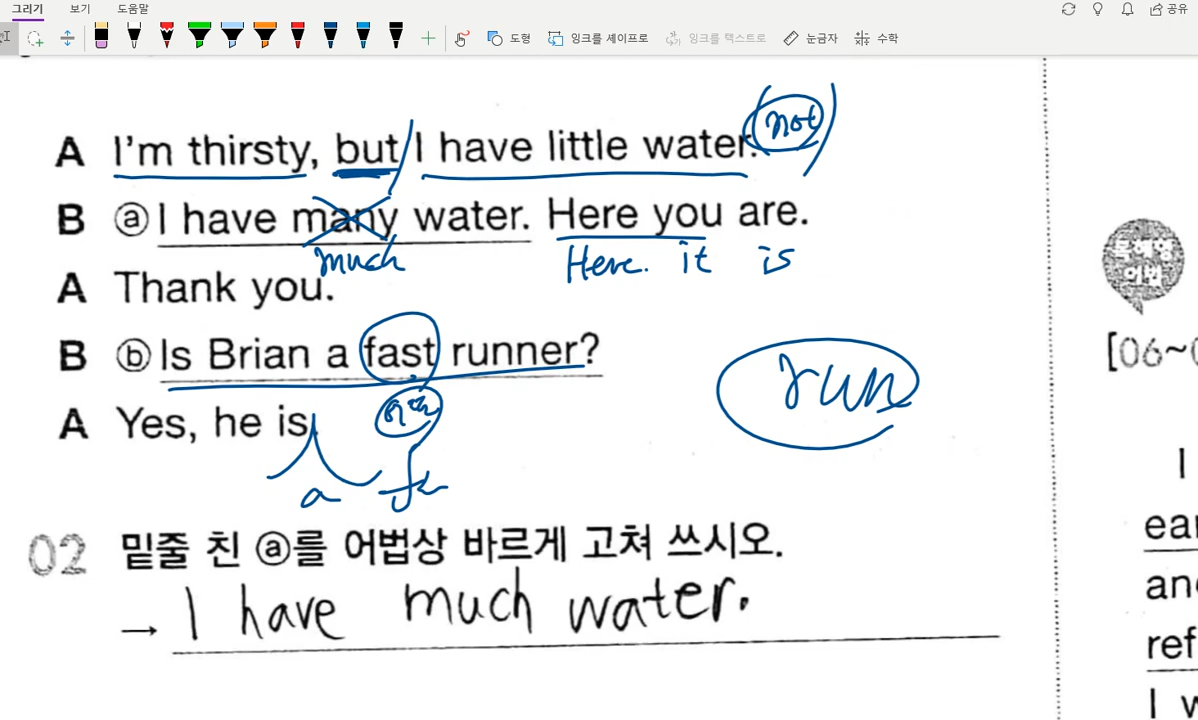 그리기 보기 도움말 공유
도형 잉크를 셰이프로 잉크를 텍스트로 눈금자 수학
A I'm thirsty, but I have little water. not
B ⓐ I have many water. Here you are.
much Here it is
A Thank you.
B ⓑ Is Brian a fast runner?
run
A Yes, he is.
a
02 밑줄 친 ⓐ를 어법상 바르게 고쳐 쓰시오.
→ I have much water.
어법
[06~
I
ear
and
ref
I w